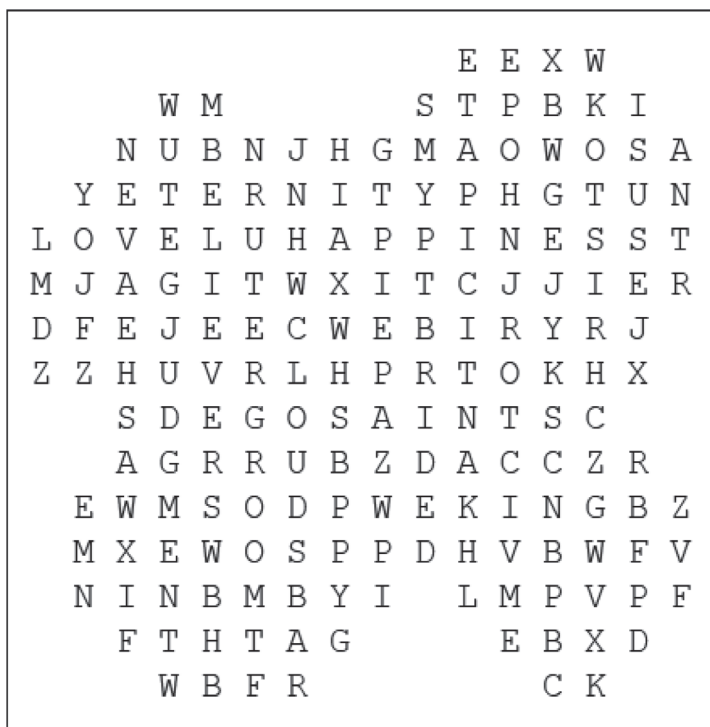 E E X W
W M S T P B K I
N U B N J H G M A O W O S A
Y E T E R N I T Y P H G T U N
L O V E L U H A P P I N E S S T
M J A G I T W X I T C J J I E R
D F E J E E C W E B I R Y R J
Z Z H U V R L H P R T O K H X
S D E G O S A I N T S C
A G R R U B Z D A C C Z R
E W M S O D P W E K I N G B Z
M X E W O S P P D H V B W F V
N I N B M B Y I L M P V P F
F T H T A G E B X D
W B F R C K